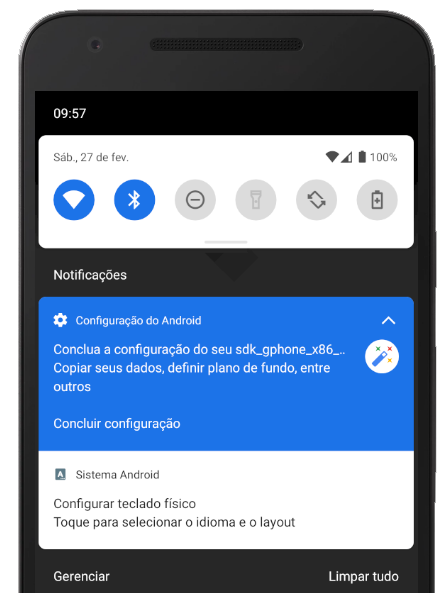 09:57
Sáb., 27 de fev.
100%
Notificações
Configuração do Android
Conclua a configuração do seu sdk_gphone_x86_..
Copiar seus dados, definir plano de fundo, entre
outros
Concluir configuração
A
Sistema Android
Configurar teclado físico
Toque para selecionar o idioma e o layout
Gerenciar
Limpar tudo